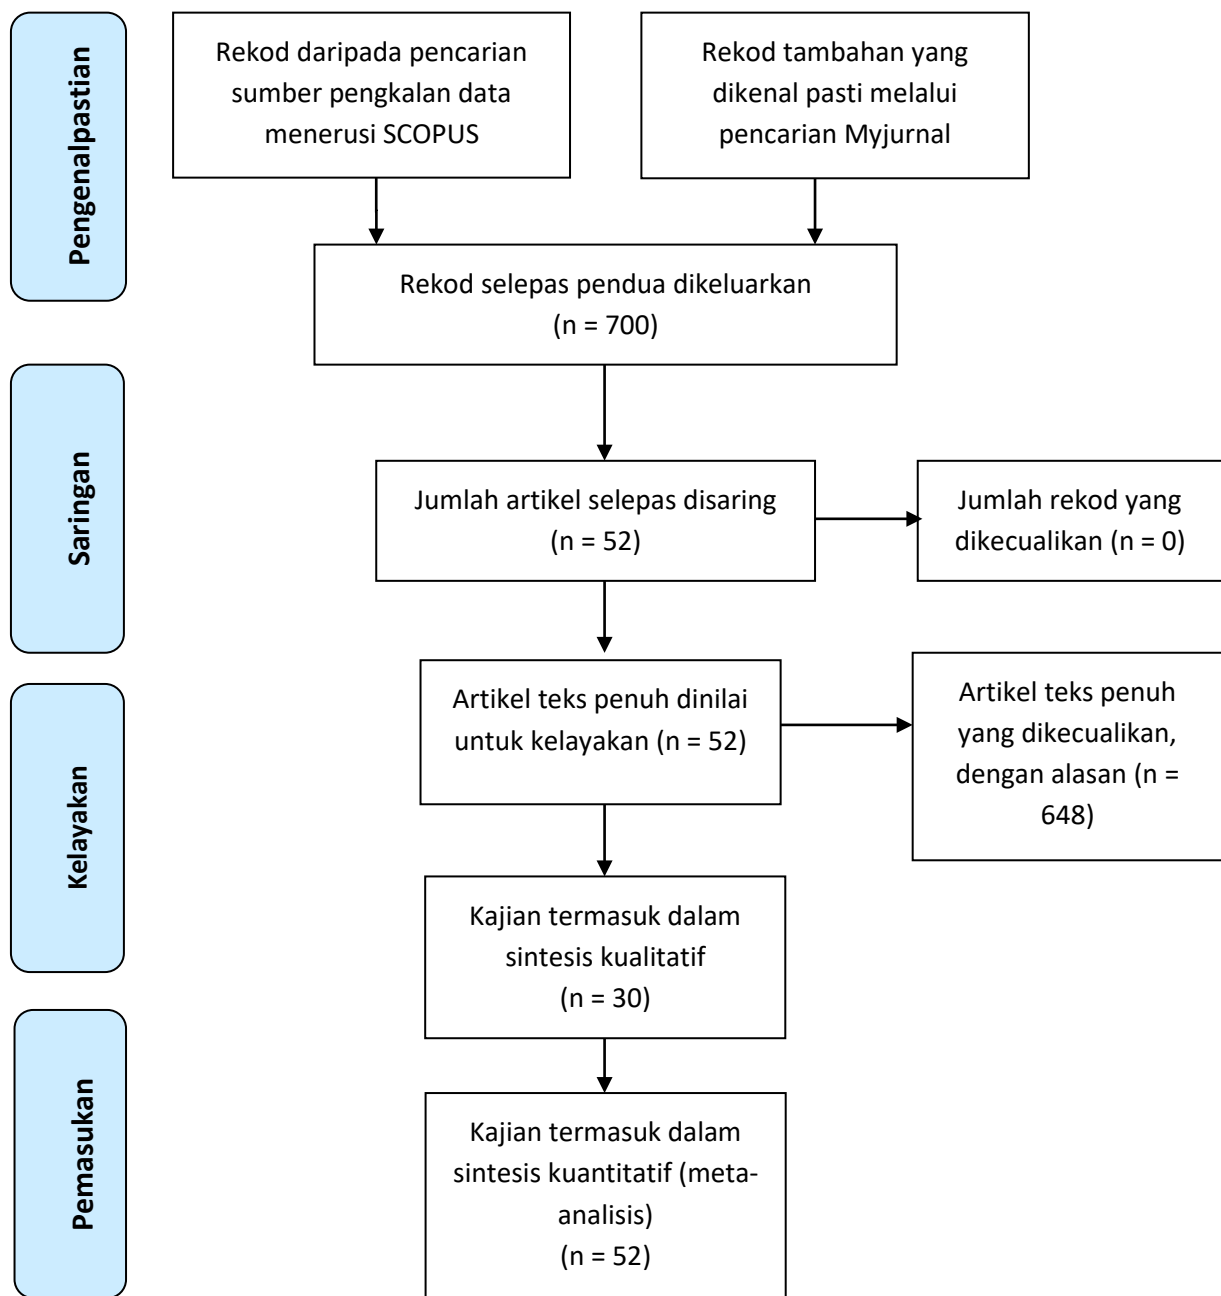 Pengenalpastian
Rekod daripada pencarian
sumber pengkalan data
menerusi SCOPUS
Rekod tambahan yang
dikenal pasti melalui
pencarian Myjurnal
Rekod selepas pendua dikeluarkan
(n = 700)
Saringan
Jumlah artikel selepas disaring
(n = 52)
Jumlah rekod yang
dikecualikan (n = 0)
Kelayakan
Artikel teks penuh dinilai
untuk kelayakan (n = 52)
Artikel teks penuh
yang dikecualikan,
dengan alasan (n =
648)
Kajian termasuk dalam
sintesis kualitatif
(n = 30)
Pemasukan
Kajian termasuk dalam
sintesis kuantitatif (meta-
analisis)
(n = 52)